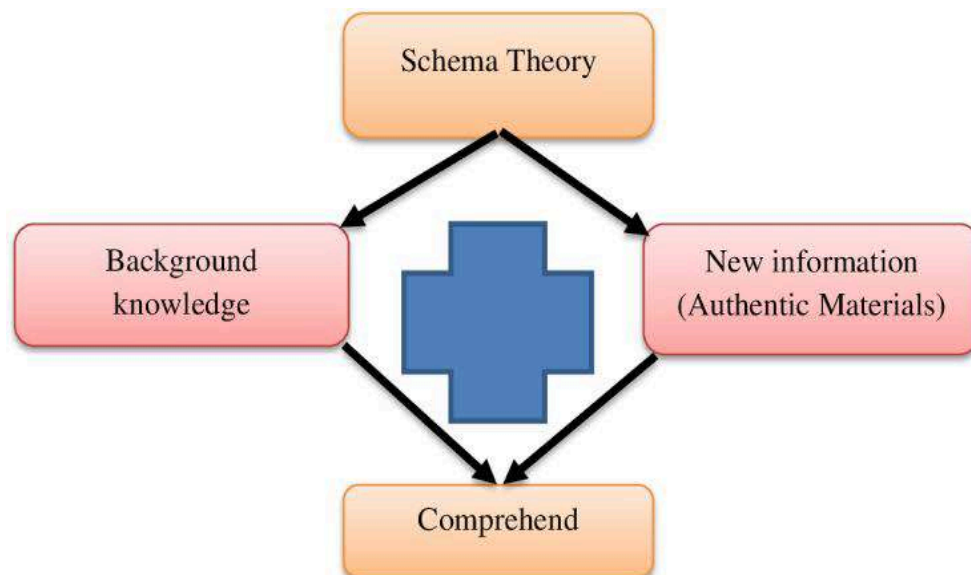 Schema Theory
Background
knowledge
New information
(Authentic Materials)
Comprehend